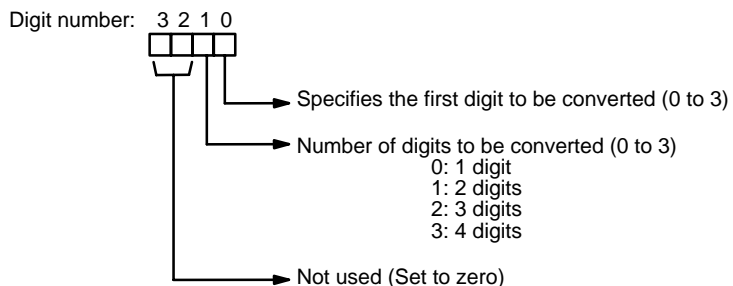 Digit number: 3 2 1 0
Specifies the first digit to be converted (0 to 3)
Number of digits to be converted (0 to 3)
0: 1 digit
1: 2 digits
2: 3 digits
3: 4 digits
Not used (Set to zero)